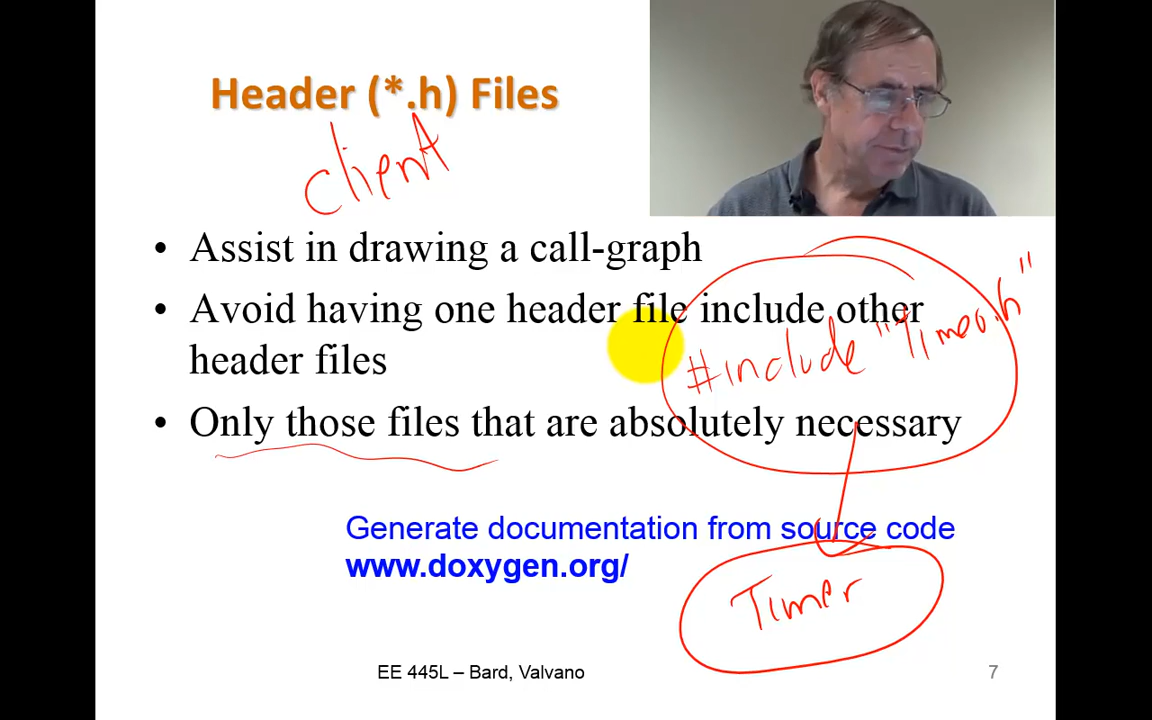 Header (*.h) Files
client
• Assist in drawing a call-graph
• Avoid having one header file include other
header files
#include "Timer.h"
• Only those files that are absolutely necessary
Generate documentation from source code
www.doxygen.org/
Timer
EE 445L – Bard, Valvano
7